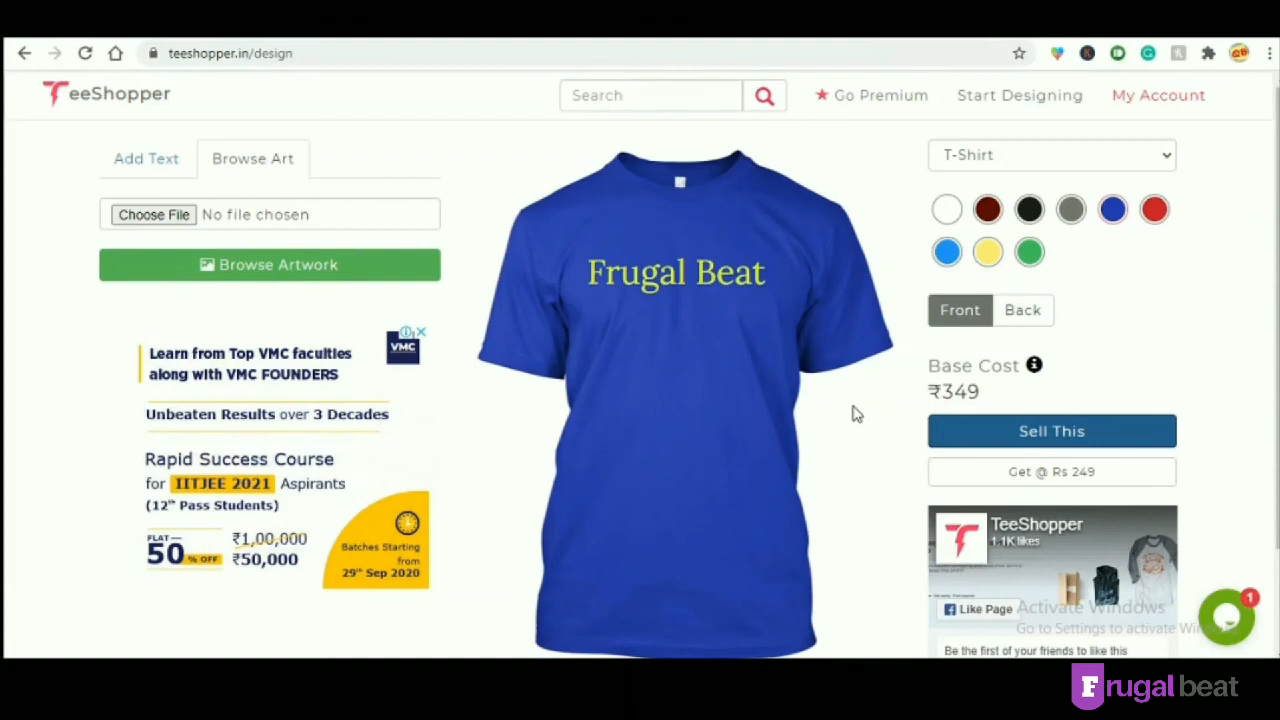 teeshopper.in/design
TeeShopper
Search
Go Premium
Start Designing
My Account
Add Text
Browse Art
Choose File No file chosen
Browse Artwork
VMC
Learn from Top VMC faculties
along with VMC FOUNDERS
Unbeaten Results over 3 Decades
Rapid Success Course
for IITJEE 2021 Aspirants
(12th Pass Students)
FLAT
50 % OFF
₹1,00,000
₹50,000
Batches Starting
from
29th Sep 2020
Frugal Beat
T-Shirt
Front
Back
Base Cost
₹349
Sell This
Get @ Rs 249
TeeShopper
1.1K likes
Like Page
Be the first of your friends to like this
Activate Windows
Go to Settings to activate
1
Frugal beat